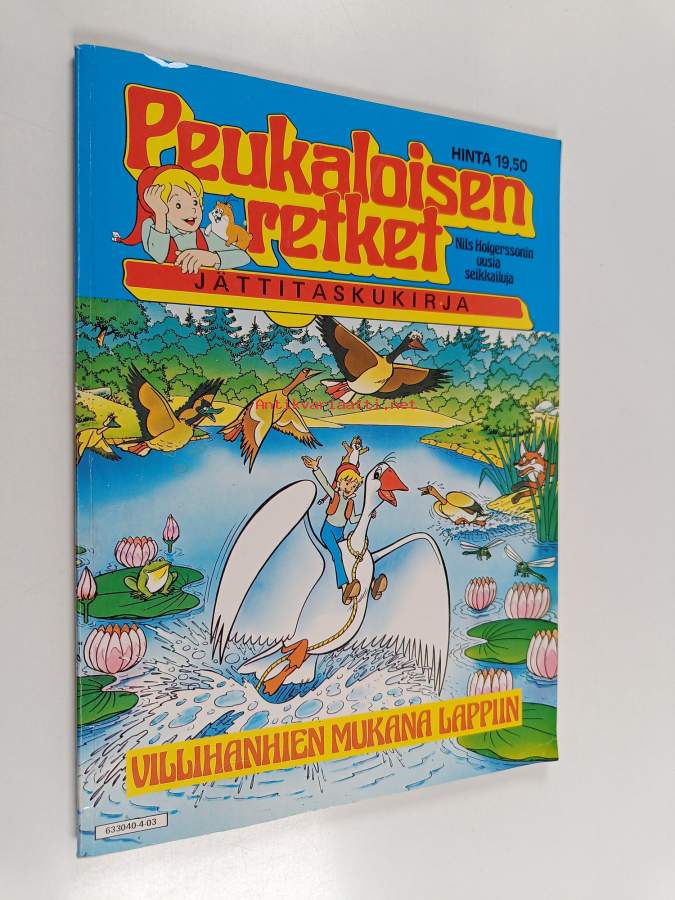 Peukaloisen
retket
HINTA 19,50
Nils Holgerssonin
uusia
seikkailuja
JÄTTITASKUKIRJA
Antikvariaatti.net
VILLIHANHIEN MUKANA LAPPIIN
633040-4-03